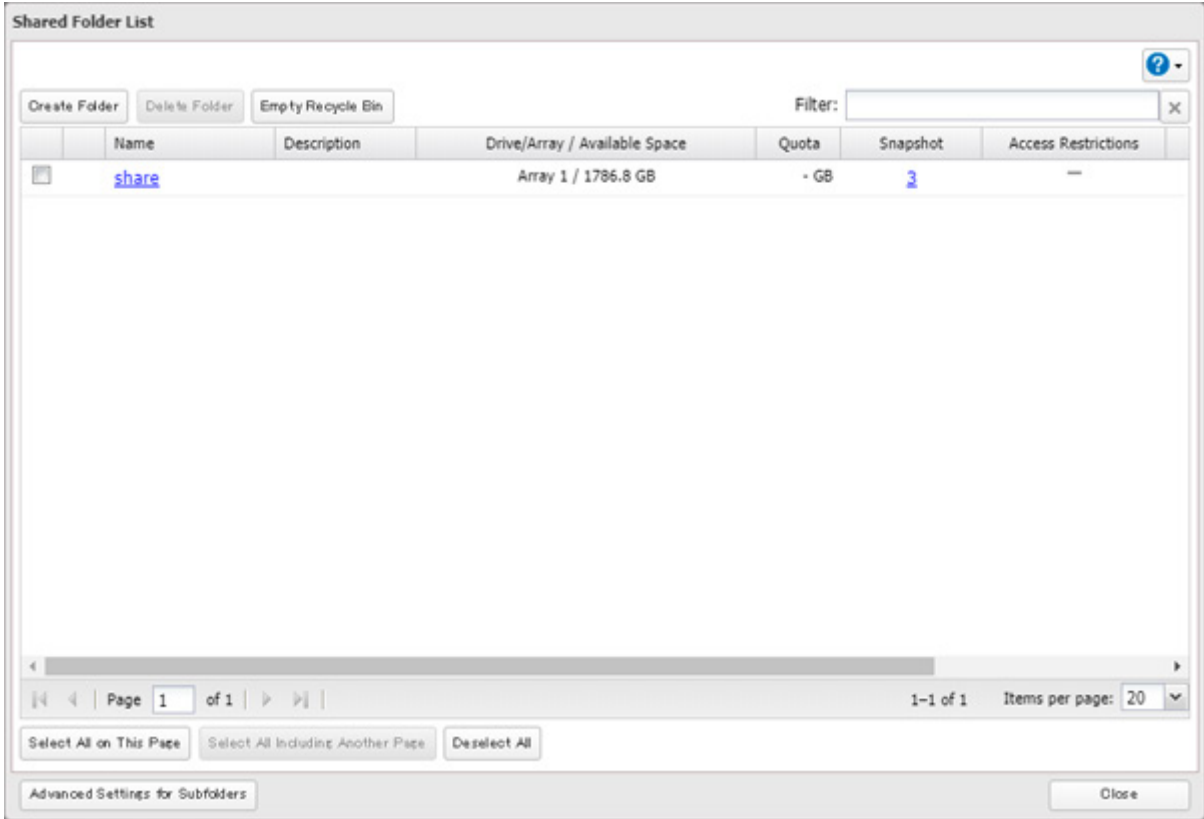 Shared Folder List
?
Create Folder Delete Folder Empty Recycle Bin Filter:
Name Description Drive/Array / Available Space Quota Snapshot Access Restrictions
share Array 1 / 1786.8 GB - GB 3 —
Page 1 of 1 1–1 of 1 Items per page: 20
Select All on This Page Select All Including Another Page Deselect All
Advanced Settings for Subfolders Close